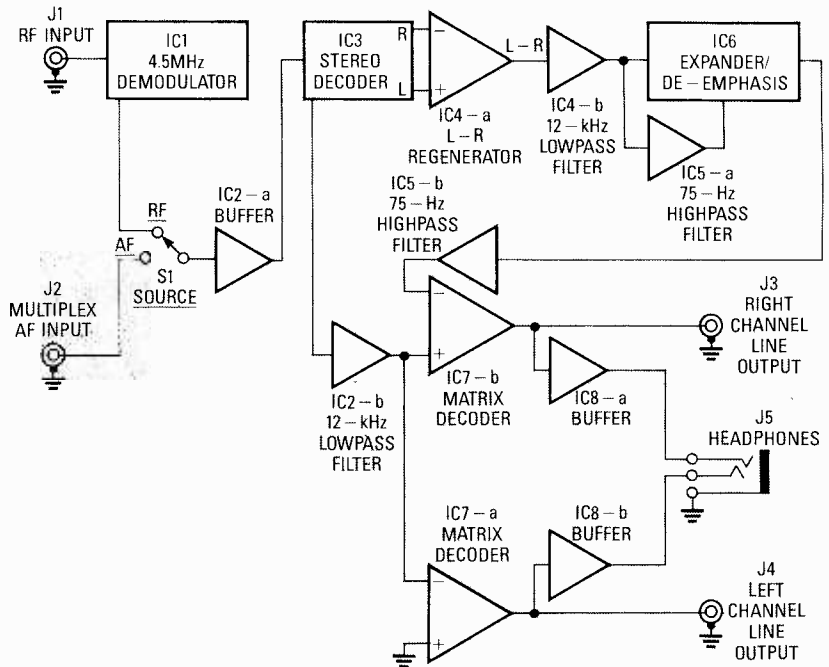 J1
RF INPUT
IC1
4.5MHz
DEMODULATOR
IC3
STEREO
DECODER
R
L
−
+
IC4–a
L–R
REGENERATOR
L–R
IC4–b
12–kHz
LOWPASS
FILTER
IC6
EXPANDER/
DE–EMPHASIS
IC5–a
75–Hz
HIGHPASS
FILTER
IC2–a
BUFFER
RF
AF
S1
SOURCE
J2
MULTIPLEX
AF INPUT
IC5–b
75–Hz
HIGHPASS
FILTER
−
+
IC7–b
MATRIX
DECODER
IC2–b
12–kHz
LOWPASS
FILTER
J3
RIGHT
CHANNEL
LINE
OUTPUT
IC8–a
BUFFER
J5
HEADPHONES
IC7–a
MATRIX
DECODER
−
+
IC8–b
BUFFER
J4
LEFT
CHANNEL
LINE
OUTPUT